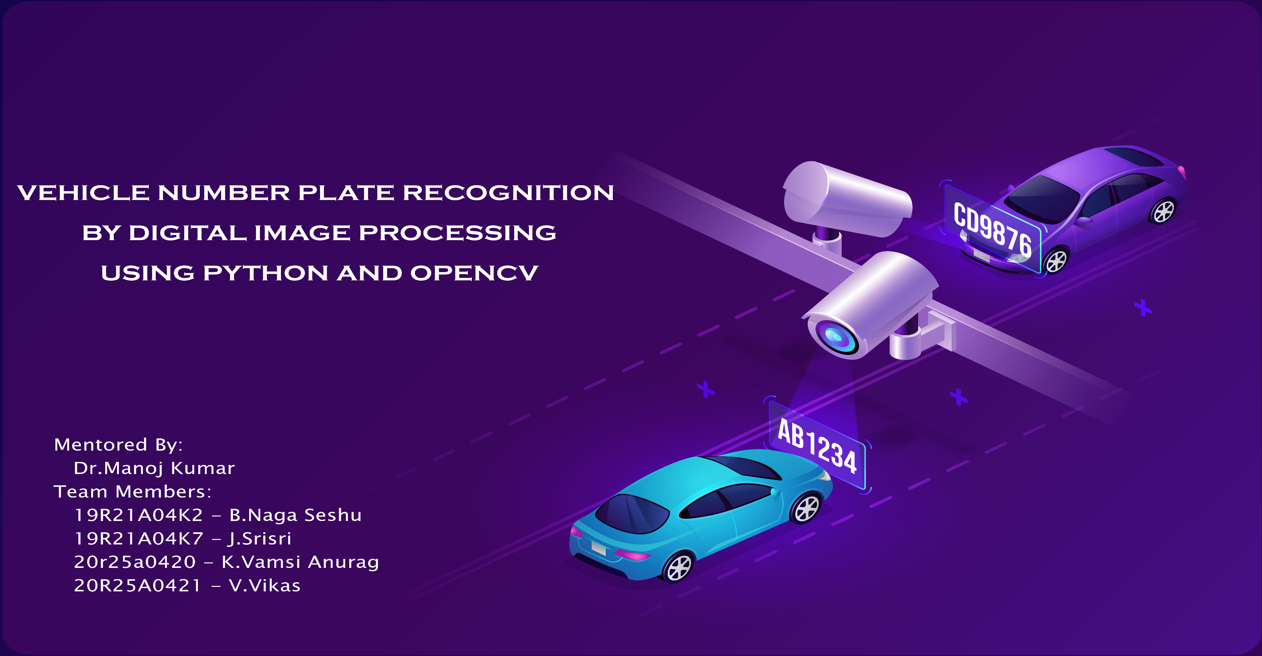 VEHICLE NUMBER PLATE RECOGNITION
BY DIGITAL IMAGE PROCESSING
USING PYTHON AND OPENCV
CD9876
AB1234
Mentored By:
Dr.Manoj Kumar
Team Members:
19R21A04K2 – B.Naga Seshu
19R21A04K7 – J.Srisri
20r25a0420 – K.Vamsi Anurag
20R25A0421 – V.Vikas